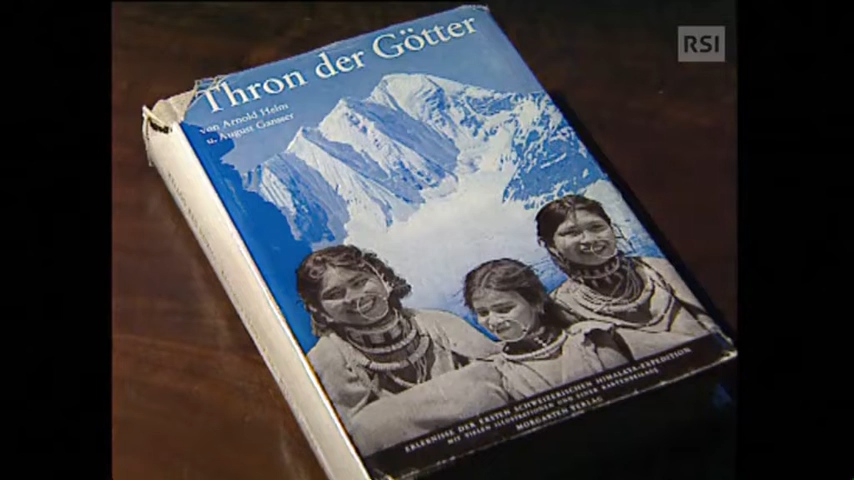 RSI
Thron der Götter
von Arnold Heim
u. August Gansser
ERLEBNISSE DER ERSTEN SCHWEIZERISCHEN HIMALAYA-EXPEDITION
MIT VIELEN ILLUSTRATIONEN UND EINER KARTENBEILAGE
MORGARTEN VERLAG